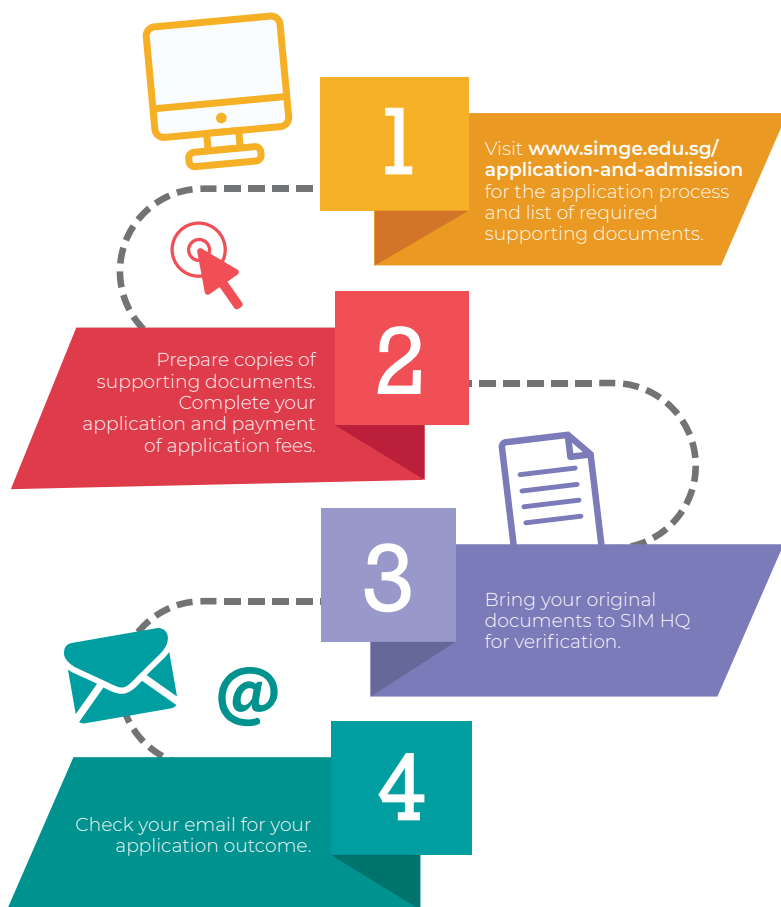 1
Visit www.simge.edu.sg/
application-and-admission
for the application process
and list of required
supporting documents.
2
Prepare copies of
supporting documents.
Complete your
application and payment
of application fees.
3
Bring your original
documents to SIM HQ
for verification.
@
4
Check your email for your
application outcome.